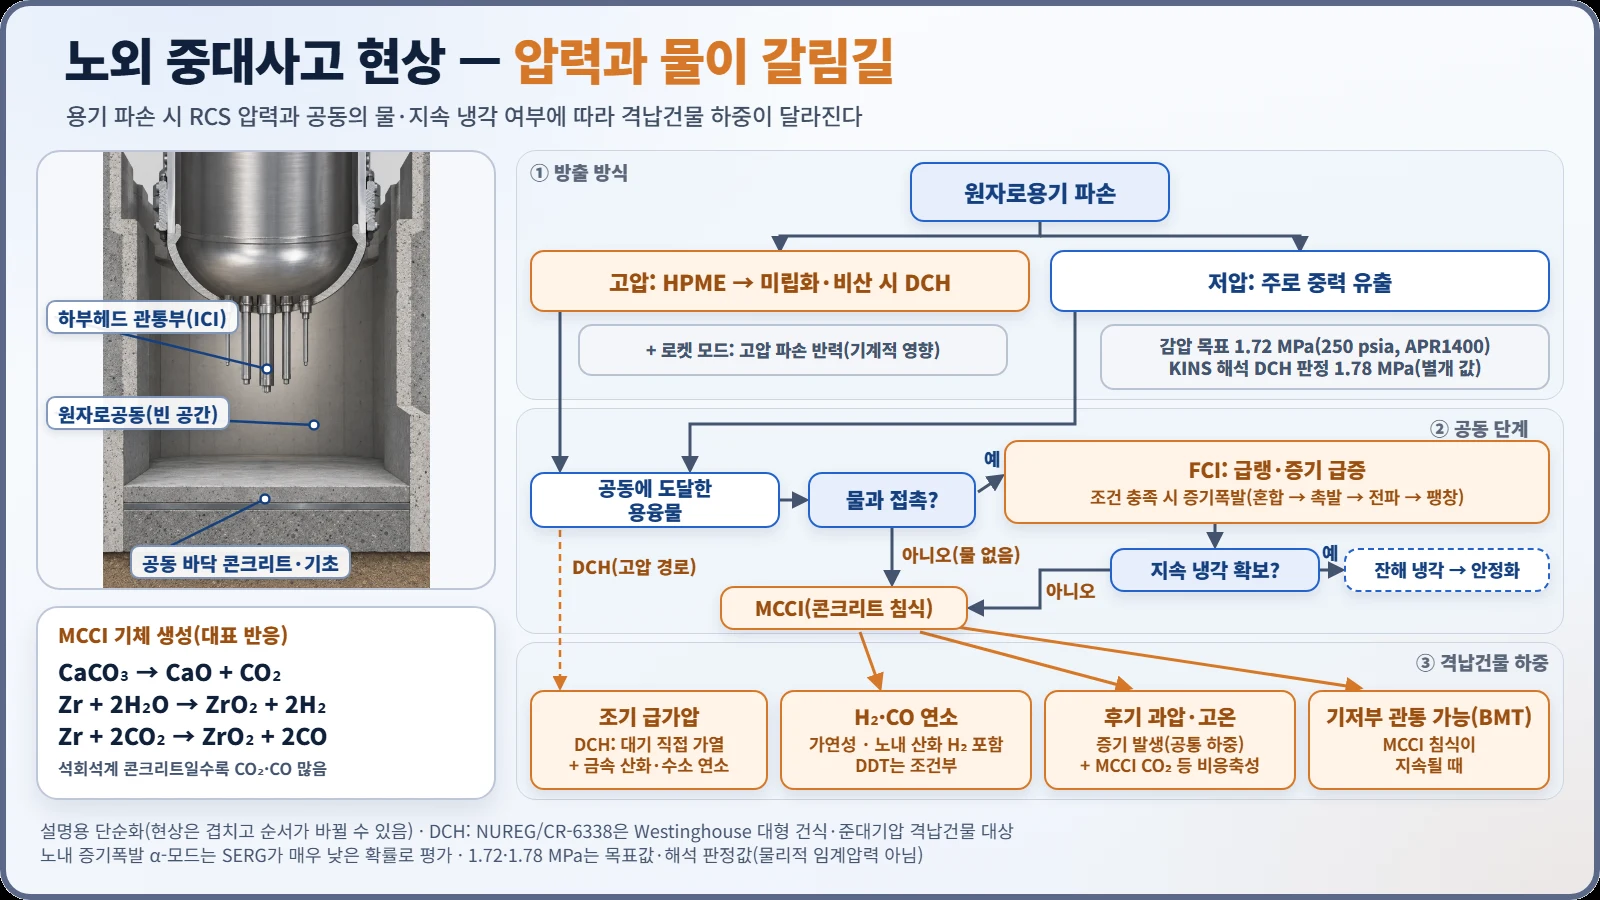 노외 중대사고 현상 — 압력과 물이 갈림길
용기 파손 시 RCS 압력과 공동의 물·지속 냉각 여부에 따라 격납건물 하중이 달라진다
하부헤드 관통부(ICI)
원자로공동(빈 공간)
공동 바닥 콘크리트·기초
MCCI 기체 생성(대표 반응)
CaCO₃ → CaO + CO₂
Zr + 2H₂O → ZrO₂ + 2H₂
Zr + 2CO₂ → ZrO₂ + 2CO
석회석계 콘크리트일수록 CO₂·CO 많음
① 방출 방식
원자로용기 파손
고압: HPME → 미립화·비산 시 DCH
저압: 주로 중력 유출
+ 로켓 모드: 고압 파손 반력(기계적 영향)
감압 목표 1.72 MPa(250 psia, APR1400)
KINS 해석 DCH 판정 1.78 MPa(별개 값)
② 공동 단계
공동에 도달한
용융물
물과 접촉?
예
FCI: 급랭·증기 급증
조건 충족 시 증기폭발(혼합 → 촉발 → 전파 → 팽창)
DCH(고압 경로)
아니오(물 없음)
지속 냉각 확보?
예
잔해 냉각 → 안정화
아니오
MCCI(콘크리트 침식)
③ 격납건물 하중
조기 급가압
DCH: 대기 직접 가열
+ 금속 산화·수소 연소
H₂·CO 연소
가연성 · 노내 산화 H₂ 포함
DDT는 조건부
후기 과압·고온
증기 발생(공통 하중)
+ MCCI CO₂ 등 비응축성
기저부 관통 가능(BMT)
MCCI 침식이
지속될 때
설명용 단순화(현상은 겹치고 순서가 바뀔 수 있음) · DCH: NUREG/CR-6338은 Westinghouse 대형 건식·준대기압 격납건물 대상
노내 증기폭발 α-모드는 SERG가 매우 낮은 확률로 평가 · 1.72·1.78 MPa는 목표값·해석 판정값(물리적 임계압력 아님)